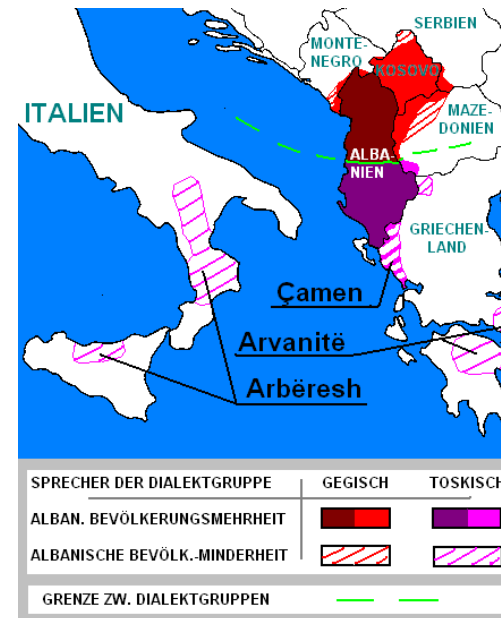 SERBIEN
MONTE-
NEGRO
KOSOVO
ITALIEN
MAZE-
DONIEN
ALBA-
NIEN
GRIECHEN-
LAND
Çamen
Arvanitë
Arbëresh
SPRECHER DER DIALEKTGRUPPE GEGISCH TOSKISCH
ALBAN. BEVÖLKERUNGSMEHRHEIT
ALBANISCHE BEVÖLK.-MINDERHEIT
GRENZE ZW. DIALEKTGRUPPEN